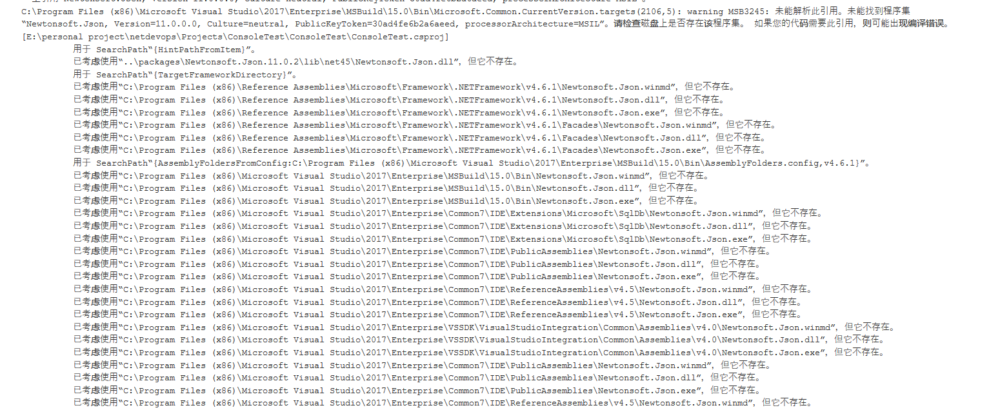 C:\Program Files (x86)\Microsoft Visual Studio\2017\Enterprise\MSBuild\15.0\Bin\Microsoft.Common.CurrentVersion.targets(2106,5): warning MSB3245: 未能解析此引用。未能找到程序集
“Newtonsoft.Json, Version=11.0.0.0, Culture=neutral, PublicKeyToken=30ad4fe6b2a6aeed, processorArchitecture=MSIL”。请检查磁盘上是否存在该程序集。 如果您的代码需要此引用，则可能出现编译错误。
[E:\personal project\netdevops\Projects\ConsoleTest\ConsoleTest\ConsoleTest.csproj]
用于 SearchPath“{HintPathFromItem}”。
已考虑使用“..\packages\Newtonsoft.Json.11.0.2\lib\net45\Newtonsoft.Json.dll”，但它不存在。
用于 SearchPath“{TargetFrameworkDirectory}”。
已考虑使用“C:\Program Files (x86)\Reference Assemblies\Microsoft\Framework\.NETFramework\v4.6.1\Newtonsoft.Json.winmd”，但它不存在。
已考虑使用“C:\Program Files (x86)\Reference Assemblies\Microsoft\Framework\.NETFramework\v4.6.1\Newtonsoft.Json.dll”，但它不存在。
已考虑使用“C:\Program Files (x86)\Reference Assemblies\Microsoft\Framework\.NETFramework\v4.6.1\Newtonsoft.Json.exe”，但它不存在。
已考虑使用“C:\Program Files (x86)\Reference Assemblies\Microsoft\Framework\.NETFramework\v4.6.1\Facades\Newtonsoft.Json.winmd”，但它不存在。
已考虑使用“C:\Program Files (x86)\Reference Assemblies\Microsoft\Framework\.NETFramework\v4.6.1\Facades\Newtonsoft.Json.dll”，但它不存在。
已考虑使用“C:\Program Files (x86)\Reference Assemblies\Microsoft\Framework\.NETFramework\v4.6.1\Facades\Newtonsoft.Json.exe”，但它不存在。
用于 SearchPath“{AssemblyFoldersFromConfig:C:\Program Files (x86)\Microsoft Visual Studio\2017\Enterprise\MSBuild\15.0\Bin\AssemblyFolders.config,v4.6.1}”。
已考虑使用“C:\Program Files (x86)\Microsoft Visual Studio\2017\Enterprise\MSBuild\15.0\Bin\Newtonsoft.Json.winmd”，但它不存在。
已考虑使用“C:\Program Files (x86)\Microsoft Visual Studio\2017\Enterprise\MSBuild\15.0\Bin\Newtonsoft.Json.dll”，但它不存在。
已考虑使用“C:\Program Files (x86)\Microsoft Visual Studio\2017\Enterprise\MSBuild\15.0\Bin\Newtonsoft.Json.exe”，但它不存在。
已考虑使用“C:\Program Files (x86)\Microsoft Visual Studio\2017\Enterprise\Common7\IDE\Extensions\Microsoft\SqlDb\Newtonsoft.Json.winmd”，但它不存在。
已考虑使用“C:\Program Files (x86)\Microsoft Visual Studio\2017\Enterprise\Common7\IDE\Extensions\Microsoft\SqlDb\Newtonsoft.Json.dll”，但它不存在。
已考虑使用“C:\Program Files (x86)\Microsoft Visual Studio\2017\Enterprise\Common7\IDE\Extensions\Microsoft\SqlDb\Newtonsoft.Json.exe”，但它不存在。
已考虑使用“C:\Program Files (x86)\Microsoft Visual Studio\2017\Enterprise\Common7\IDE\PublicAssemblies\Newtonsoft.Json.winmd”，但它不存在。
已考虑使用“C:\Program Files (x86)\Microsoft Visual Studio\2017\Enterprise\Common7\IDE\PublicAssemblies\Newtonsoft.Json.dll”，但它不存在。
已考虑使用“C:\Program Files (x86)\Microsoft Visual Studio\2017\Enterprise\Common7\IDE\PublicAssemblies\Newtonsoft.Json.exe”，但它不存在。
已考虑使用“C:\Program Files (x86)\Microsoft Visual Studio\2017\Enterprise\Common7\IDE\ReferenceAssemblies\v4.5\Newtonsoft.Json.winmd”，但它不存在。
已考虑使用“C:\Program Files (x86)\Microsoft Visual Studio\2017\Enterprise\Common7\IDE\ReferenceAssemblies\v4.5\Newtonsoft.Json.dll”，但它不存在。
已考虑使用“C:\Program Files (x86)\Microsoft Visual Studio\2017\Enterprise\Common7\IDE\ReferenceAssemblies\v4.5\Newtonsoft.Json.exe”，但它不存在。
已考虑使用“C:\Program Files (x86)\Microsoft Visual Studio\2017\Enterprise\VSSDK\VisualStudioIntegration\Common\Assemblies\v4.0\Newtonsoft.Json.winmd”，但它不存在。
已考虑使用“C:\Program Files (x86)\Microsoft Visual Studio\2017\Enterprise\VSSDK\VisualStudioIntegration\Common\Assemblies\v4.0\Newtonsoft.Json.dll”，但它不存在。
已考虑使用“C:\Program Files (x86)\Microsoft Visual Studio\2017\Enterprise\VSSDK\VisualStudioIntegration\Common\Assemblies\v4.0\Newtonsoft.Json.exe”，但它不存在。
已考虑使用“C:\Program Files (x86)\Microsoft Visual Studio\2017\Enterprise\Common7\IDE\PublicAssemblies\Newtonsoft.Json.winmd”，但它不存在。
已考虑使用“C:\Program Files (x86)\Microsoft Visual Studio\2017\Enterprise\Common7\IDE\PublicAssemblies\Newtonsoft.Json.dll”，但它不存在。
已考虑使用“C:\Program Files (x86)\Microsoft Visual Studio\2017\Enterprise\Common7\IDE\PublicAssemblies\Newtonsoft.Json.exe”，但它不存在。
已考虑使用“C:\Program Files (x86)\Microsoft Visual Studio\2017\Enterprise\Common7\IDE\ReferenceAssemblies\v4.5\Newtonsoft.Json.winmd”，但它不存在。